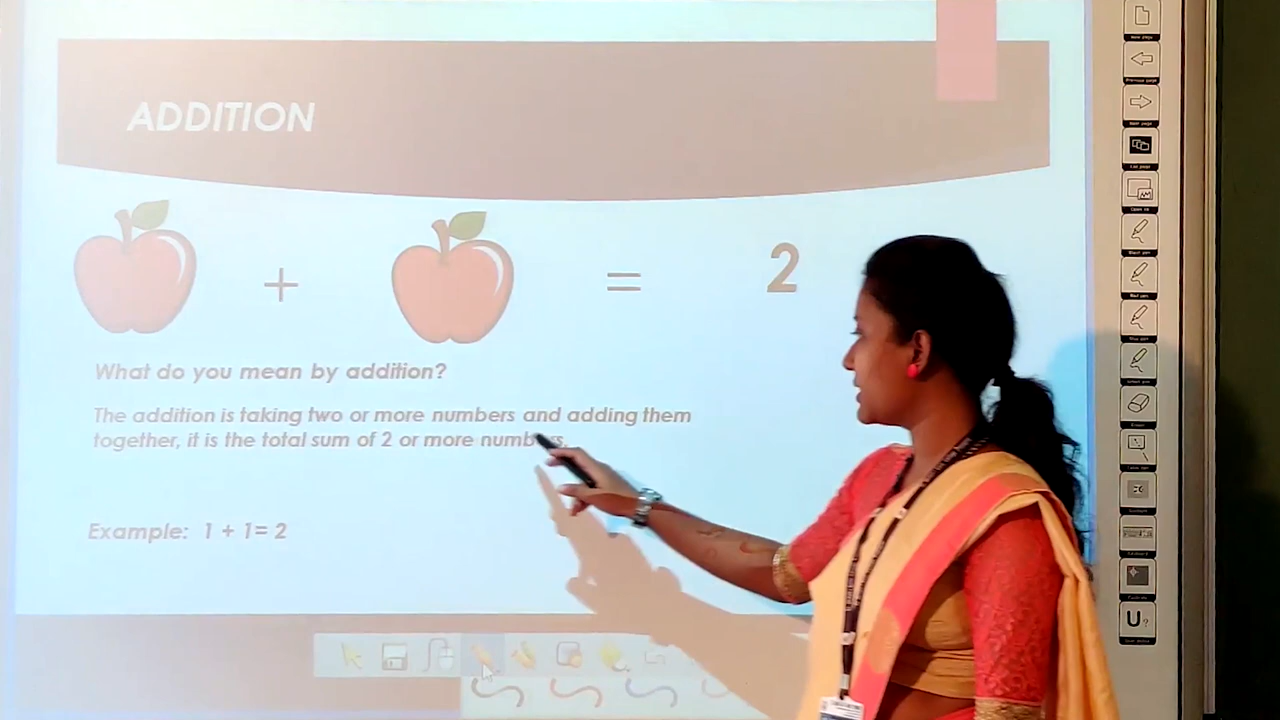 ADDITION
+ = 2
What do you mean by addition?
The addition is taking two or more numbers and adding them
together, it is the total sum of 2 or more numbers.
Example: 1 + 1= 2
U?